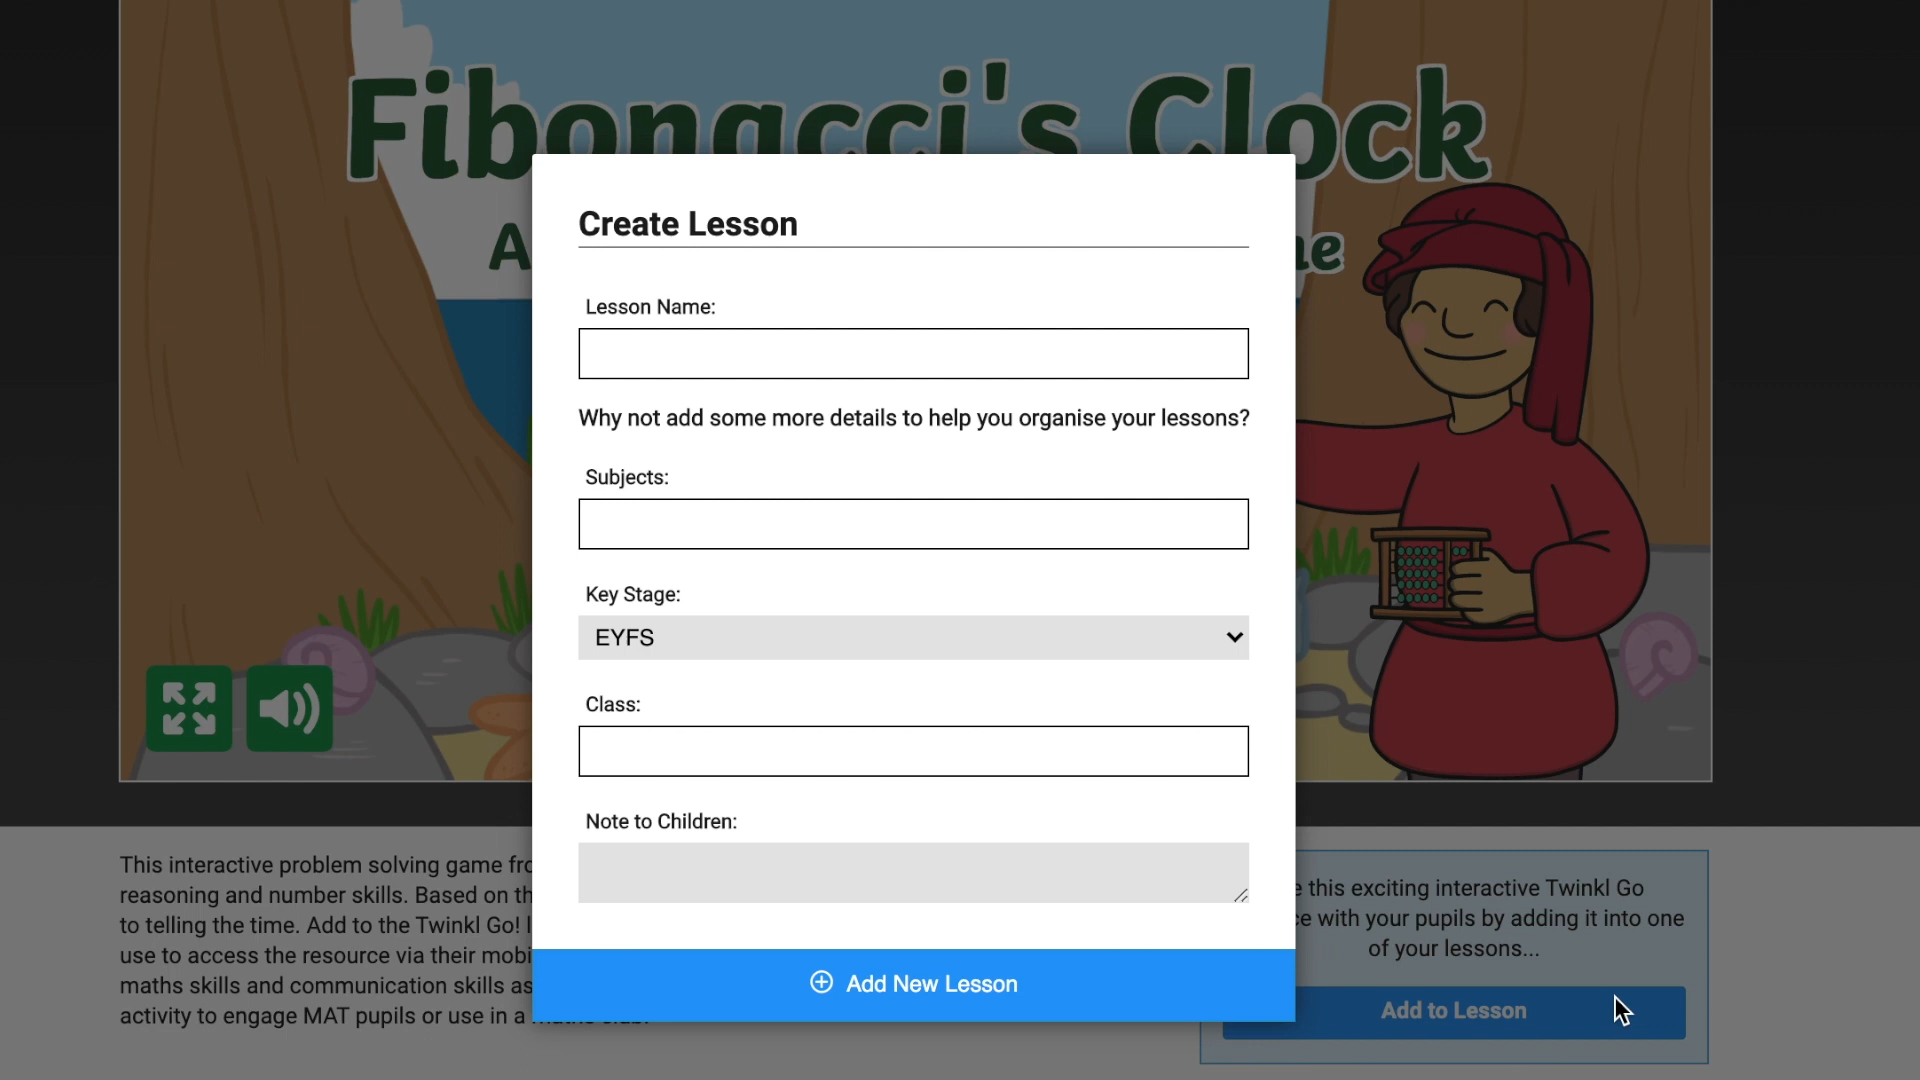 Fibonacci's Clock
A
Create Lesson
Lesson Name:
Why not add some more details to help you organise your lessons?
Subjects:
Key Stage:
EYFS
Class:
Note to Children:
Add New Lesson
This interactive problem solving game
reasoning and number skills. Based on
to telling the time. Add to the Twinkl Go!
use to access the resource via their
maths skills and communication skills as
activity to engage MAT pupils or use in a
this exciting interactive Twinkl Go
with your pupils by adding it into one
of your lessons...
Add to Lesson